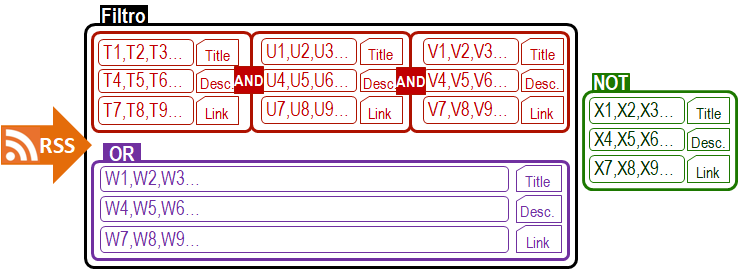 Filtro
T1,T2,T3... Title
T4,T5,T6... Desc.
T7,T8,T9... Link
AND
U1,U2,U3... Title
U4,U5,U6... Desc.
U7,U8,U9... Link
AND
V1,V2,V3... Title
V4,V5,V6... Desc.
V7,V8,V9... Link
NOT
X1,X2,X3... Title
X4,X5,X6... Desc.
X7,X8,X9... Link
RSS
OR
W1,W2,W3... Title
W4,W5,W6... Desc.
W7,W8,W9... Link